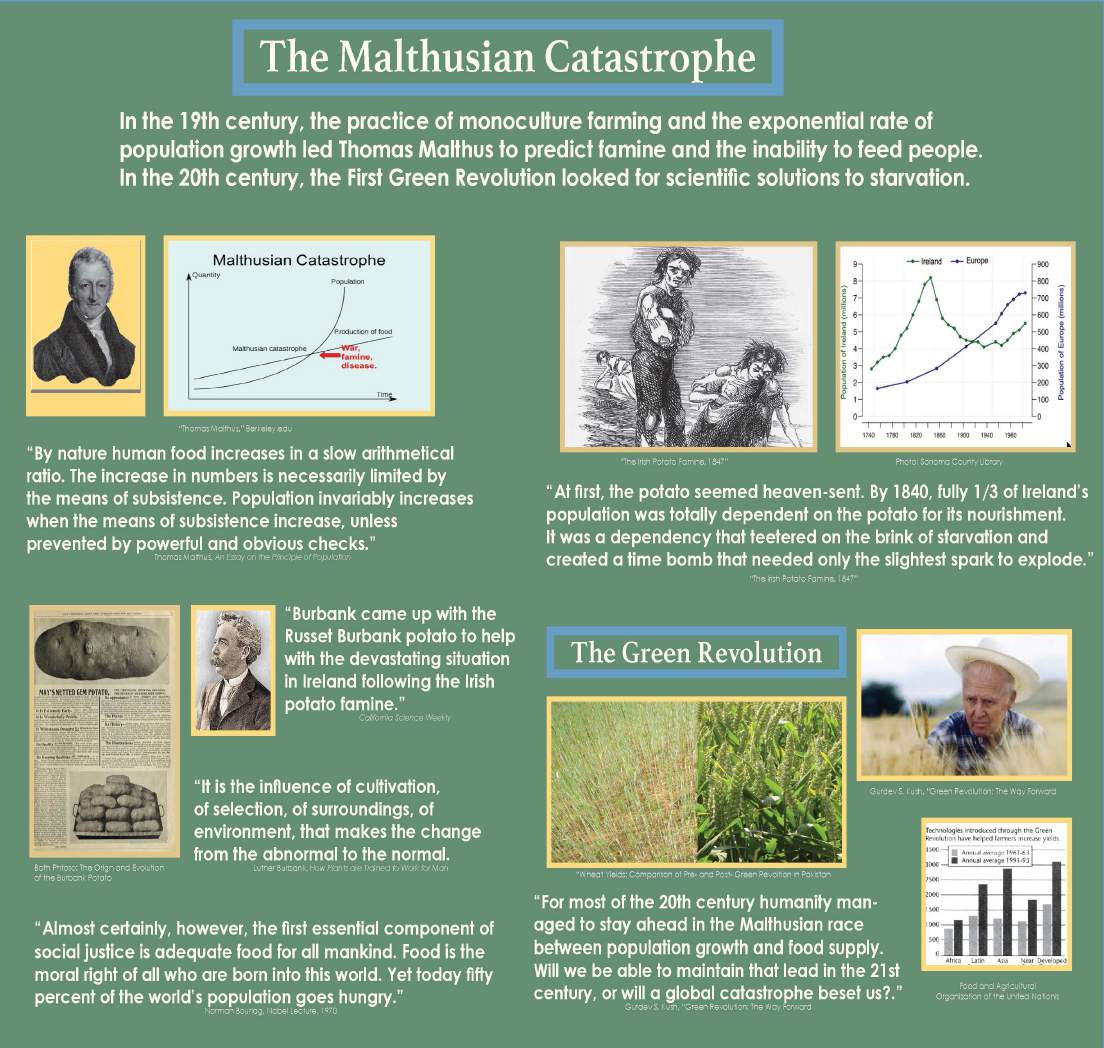 The Malthusian Catastrophe
In the 19th century, the practice of monoculture farming and the exponential rate of
population growth led Thomas Malthus to predict famine and the inability to feed people.
In the 20th century, the First Green Revolution looked for scientific solutions to starvation.
Malthusian Catastrophe
Quantity
Population
Production of food
Malthusian catastrophe
War,
famine,
disease.
Time
"Thomas Malthus," Berkeley.edu
"By nature human food increases in a slow arithmetical
ratio. The increase in numbers is necessarily limited by
the means of subsistence. Population invariably increases
when the means of subsistence increase, unless
prevented by powerful and obvious checks."
Thomas Malthus, An Essay on the Principle of Population
"The Irish Potato Famine, 1847"
Ireland
Europe
Population of Ireland (millions)
9
8
7
6
5
4
3
2
1
0
900
800
700
600
500
400
300
200
100
0
Population of Europe (millions)
1740 1780 1820 1860 1900 1940 1980
Photo: Sonoma County Library
"At first, the potato seemed heaven-sent. By 1840, fully 1/3 of Ireland's
population was totally dependent on the potato for its nourishment.
It was a dependency that teetered on the brink of starvation and
created a time bomb that needed only the slightest spark to explode."
"The Irish Potato Famine, 1847"
MAY'S NETTED GEM POTATO,
Both Photso: The Orign and Evolution
of the Burbank Potato
"Burbank came up with the
Russet Burbank potato to help
with the devastating situation
in Ireland following the Irish
potato famine."
California Science Weekly
"It is the influence of cultivation,
of selection, of surroundings, of
environment, that makes the change
from the abnormal to the normal.
Luther Burbank, How Plants are Trained to Work for Man
"Almost certainly, however, the first essential component of
social justice is adequate food for all mankind. Food is the
moral right of all who are born into this world. Yet today fifty
percent of the world's population goes hungry."
Norman Bourlag, Nobel Lecture, 1970
The Green Revolution
"Wheat Yields: Comparison of Pre- and Post- Green Revoltion in Pakistan
Gurdev S. Kush, "Green Revolution: The Way Forward
"For most of the 20th century humanity man-
aged to stay ahead in the Malthusian race
between population growth and food supply.
Will we be able to maintain that lead in the 21st
century, or will a global catastrophe beset us?."
Gurdev S. Kush, "Green Revolution: The Way Forward
Technologies introduced through the Green
Revolution have helped farmers increase yields.
Annual average 1961-63
Annual average 1991-93
3500
3000
2500
2000
1500
1000
500
0
Africa Latin Asia Near Developed
Food and Agricultural
Organization of the United Nationis